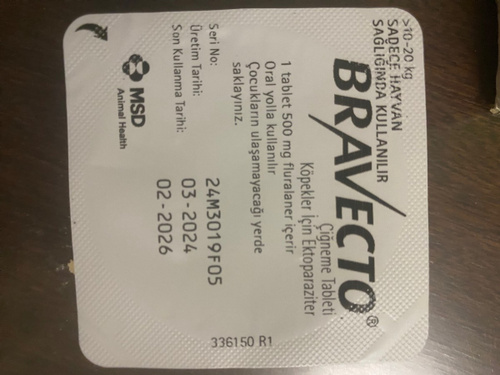 >10-20 kg
SADECE HAYVAN
SAĞLIĞINDA KULLANILIR
BRAVECTO®
Çiğneme Tableti
Köpekler İçin Ektoparaziter
1 tablet 500 mg fluralaner içerir
Oral yolla kullanılır
Çocukların ulaşamayacağı yerde
saklayınız.
Seri No: 24M3019F05
Üretim Tarihi: 03-2024
Son Kullanma Tarihi: 02-2026
MSD
Animal Health
336150 R1